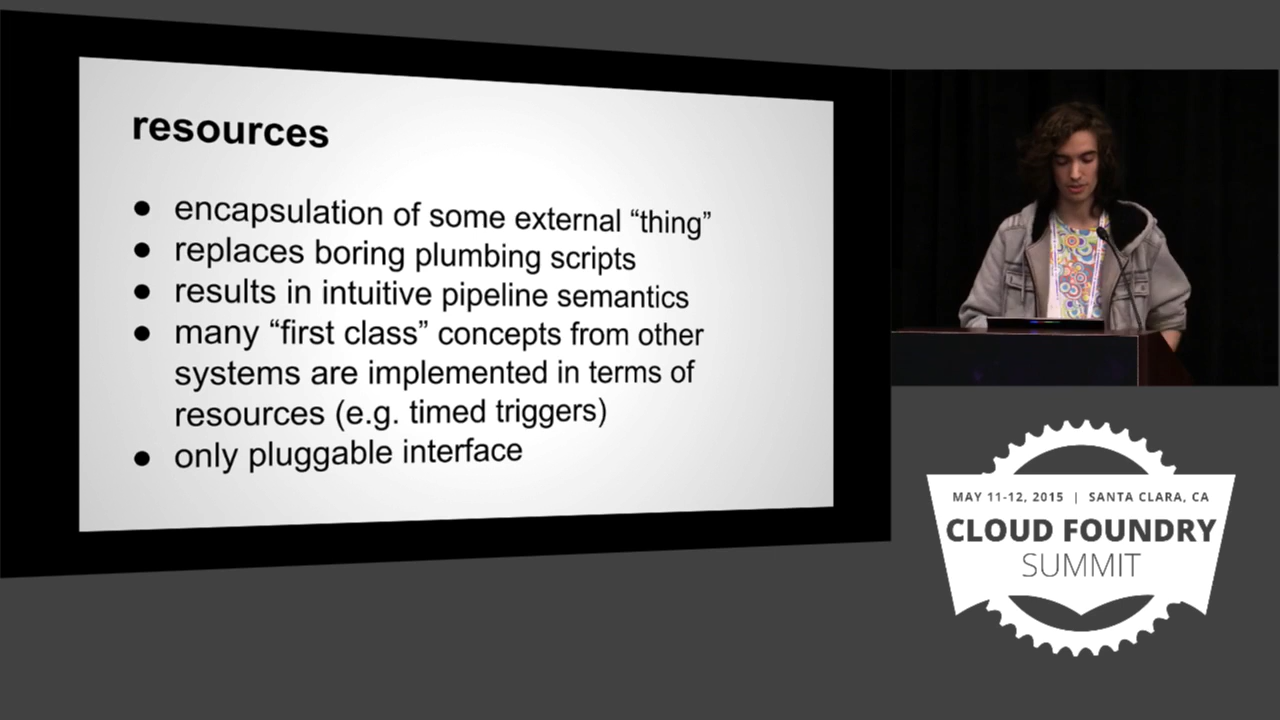 resources
● encapsulation of some external “thing”
● replaces boring plumbing scripts
● results in intuitive pipeline semantics
● many “first class” concepts from other
systems are implemented in terms of
resources (e.g. timed triggers)
● only pluggable interface
MAY 11-12, 2015 | SANTA CLARA, CA
CLOUD FOUNDRY
SUMMIT